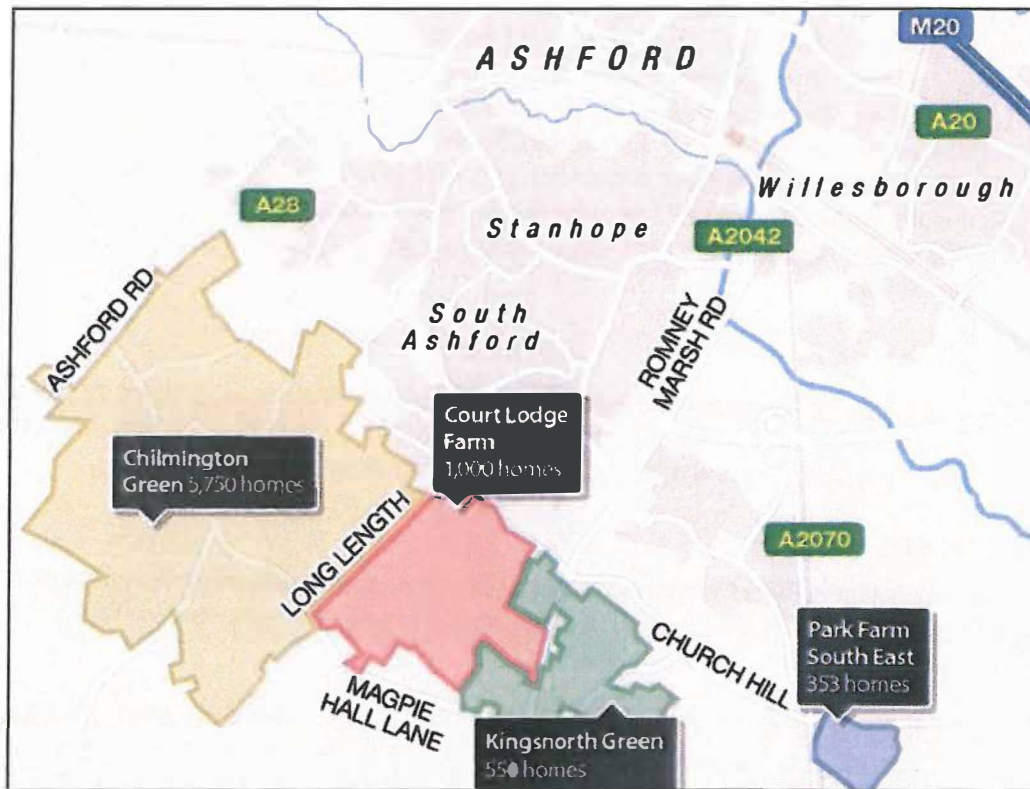 M20
ASHFORD
A20
Willesborough
A28
Stanhope
A2042
ASHFORD RD
South
Ashford
ROMNEY
MARSH RD
Court Lodge
Farm
1,000 homes
Chilmington
Green 5,750 homes
LONG LENGTH
A2070
CHURCH HILL
Park Farm
South East
353 homes
MAGPIE
HALL LANE
Kingsnorth Green
550 homes